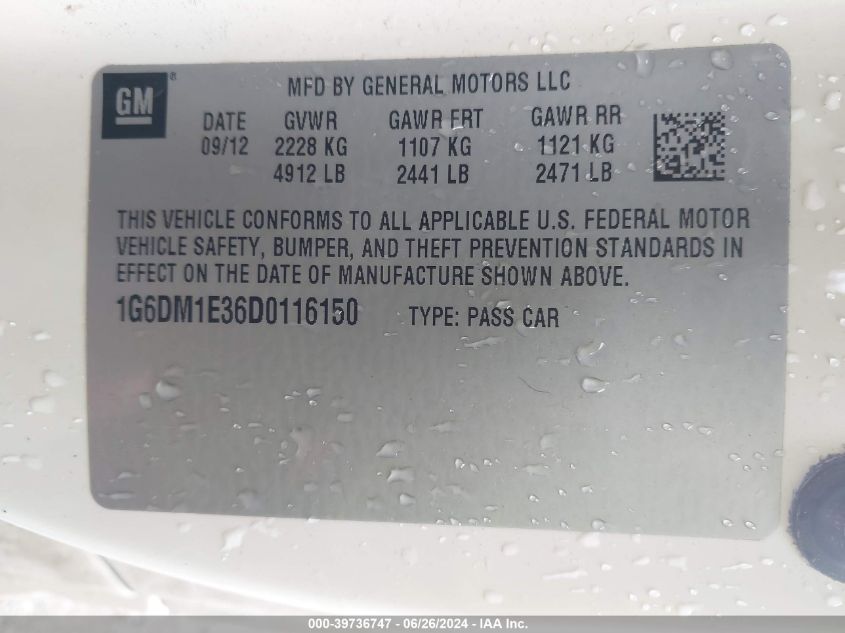 GM®
MFD BY GENERAL MOTORS LLC
DATE GVWR GAWR FRT GAWR RR
09/12 2228 KG 1107 KG 1121 KG
4912 LB 2441 LB 2471 LB
THIS VEHICLE CONFORMS TO ALL APPLICABLE U.S. FEDERAL MOTOR
VEHICLE SAFETY, BUMPER, AND THEFT PREVENTION STANDARDS IN
EFFECT ON THE DATE OF MANUFACTURE SHOWN ABOVE.
1G6DM1E36D0116150 TYPE: PASS CAR
000-39736747 - 06/26/2024 - IAA Inc.